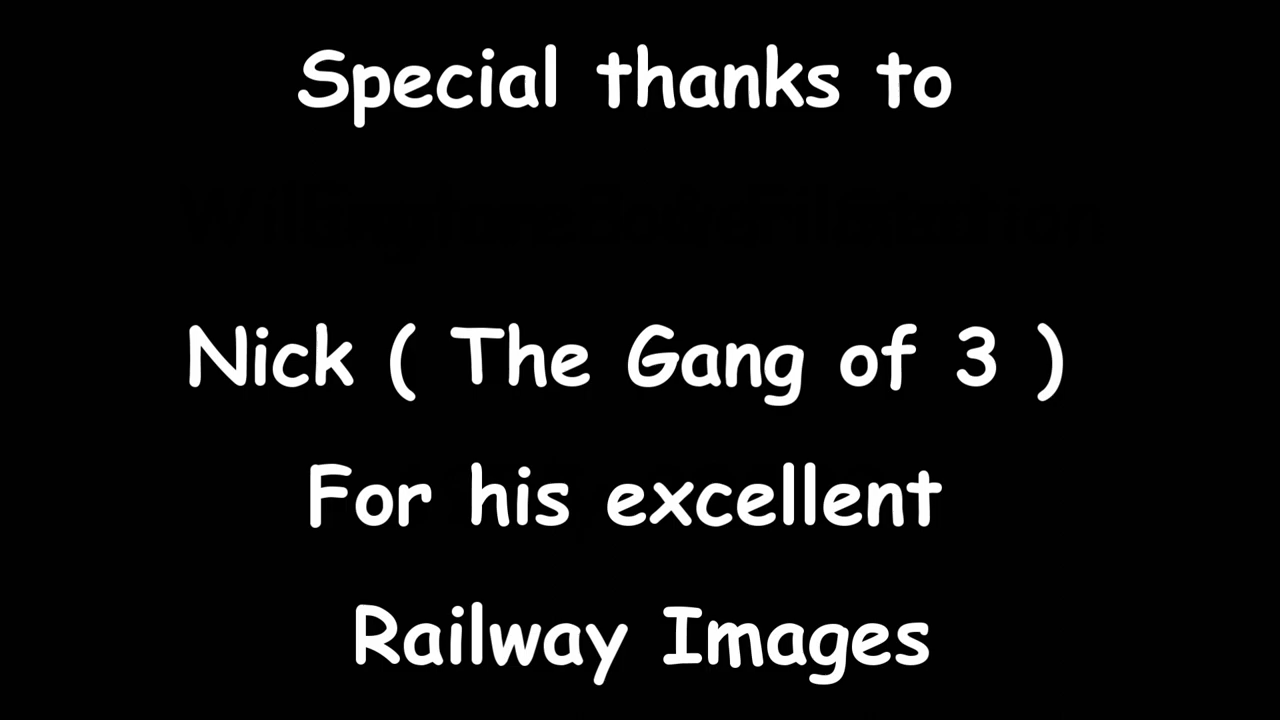 Special thanks to
Nick ( The Gang of 3 )
For his excellent
Railway Images